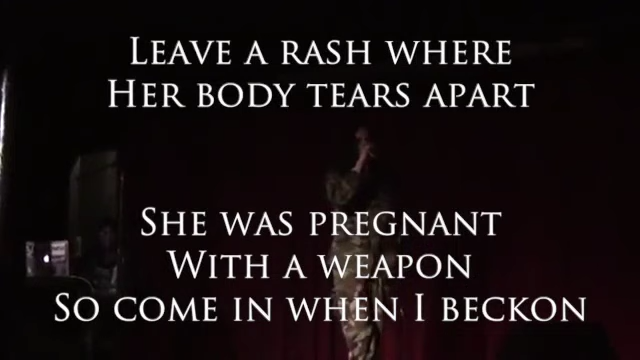 Leave a rash where
Her body tears apart
She was pregnant
With a weapon
So come in when I beckon